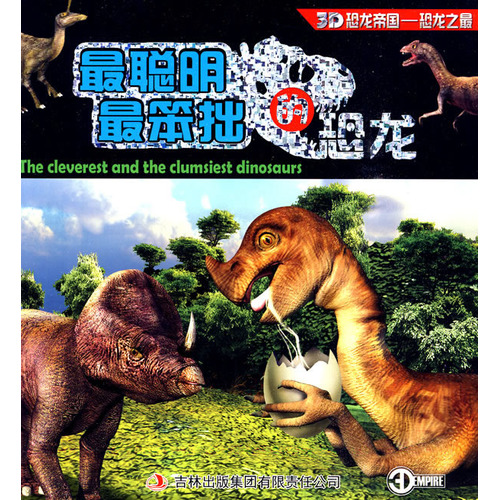 3D恐龙帝国—恐龙之最
最聪明
最笨拙的恐龙
The cleverest and the clumsiest dinosaurs
吉林出版集团有限责任公司
3D EMPIRE